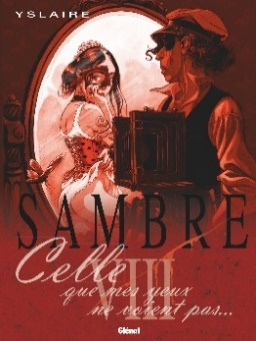 YSLAIRE
SAMBRE
VIII
Celle
que mes yeux
ne voient pas...
Glénat